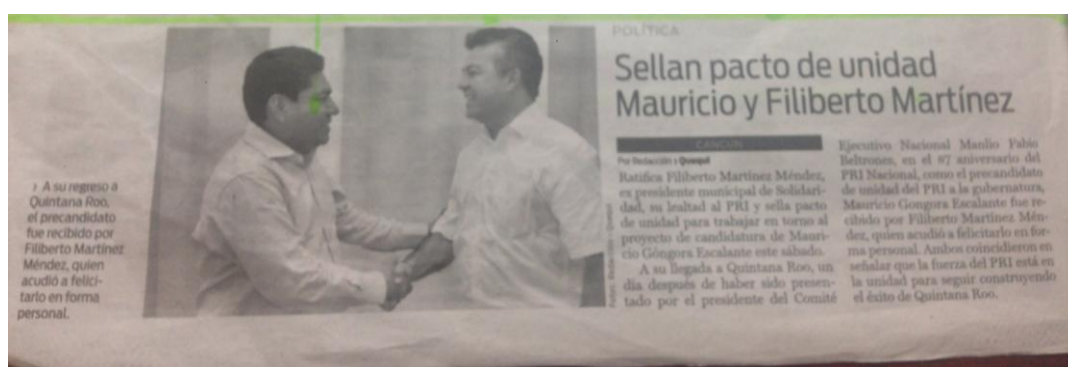 POLÍTICA
Sellan pacto de unidad
Mauricio y Filiberto Martínez
› A su regreso a
Quintana Roo,
el precandidato
fue recibido por
Filiberto Martínez
Méndez, quien
acudió a felici-
tarlo en forma
personal.
CANCÚN
Por Redacción › Quequi
Ratifica Filiberto Martínez Méndez,
ex presidente municipal de Solidari-
dad, su lealtad al PRI y sella pacto
de unidad para trabajar en torno al
proyecto de candidatura de Mauri-
cio Góngora Escalante este sábado.
A su llegada a Quintana Roo, un
día después de haber sido presen-
tado por el presidente del Comité
Ejecutivo Nacional Manlio Fabio
Beltrones, en el 87 aniversario del
PRI Nacional, como el precandidato
de unidad del PRI a la gubernatura,
Mauricio Gongora Escalante fue re-
cibido por Filiberto Martínez Mén-
dez, quien acudió a felicitarlo en for-
ma personal. Ambos coincidieron en
señalar que la fuerza del PRI está en
la unidad para seguir construyendo
el éxito de Quintana Roo.